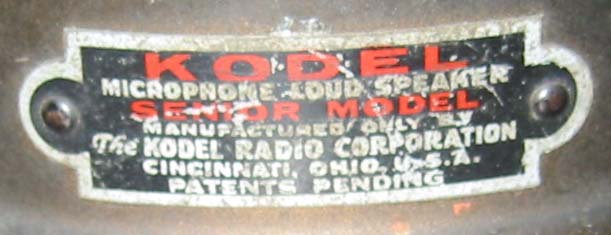 KODEL
MICROPHONE LOUD SPEAKER
SENIOR MODEL
MANUFACTURED ONLY BY
The KODEL RADIO CORPORATION
CINCINNATI, OHIO, U.S.A.
PATENTS PENDING